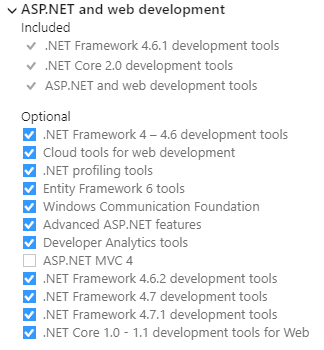 ASP.NET and web development
Included
.NET Framework 4.6.1 development tools
.NET Core 2.0 development tools
ASP.NET and web development tools
Optional
.NET Framework 4 – 4.6 development tools
Cloud tools for web development
.NET profiling tools
Entity Framework 6 tools
Windows Communication Foundation
Advanced ASP.NET features
Developer Analytics tools
ASP.NET MVC 4
.NET Framework 4.6.2 development tools
.NET Framework 4.7 development tools
.NET Framework 4.7.1 development tools
.NET Core 1.0 - 1.1 development tools for Web